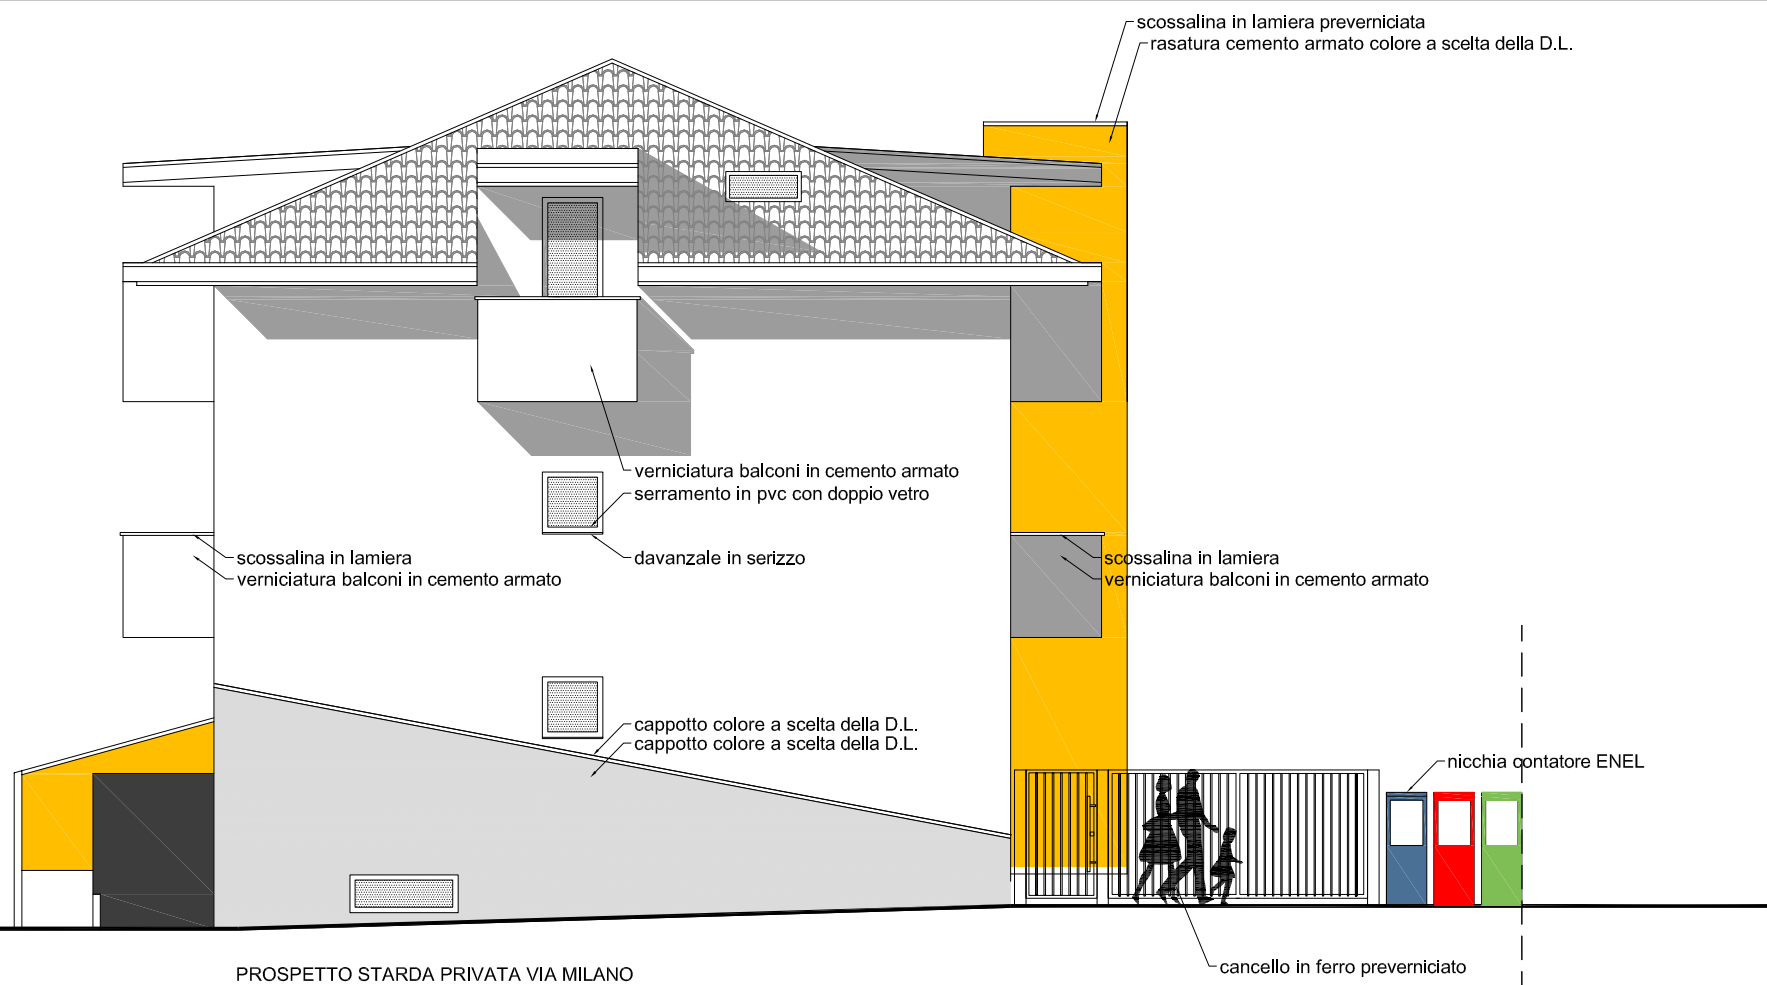 scossalina in lamiera preverniciata
rasatura cemento armato colore a scelta della D.L.
verniciatura balconi in cemento armato
serramento in pvc con doppio vetro
scossalina in lamiera
verniciatura balconi in cemento armato
davanzale in serizzo
scossalina in lamiera
verniciatura balconi in cemento armato
cappotto colore a scelta della D.L.
cappotto colore a scelta della D.L.
nicchia contatore ENEL
cancello in ferro preverniciato
PROSPETTO STARDA PRIVATA VIA MILANO